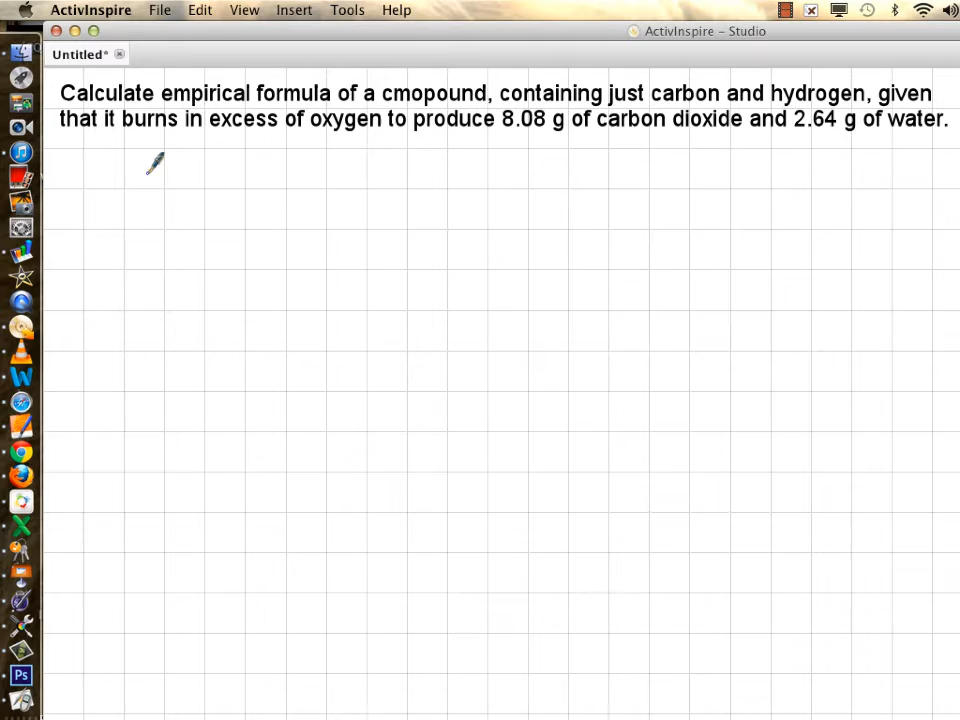 ActivInspire File Edit View Insert Tools Help
ActivInspire – Studio
Untitled*
Calculate empirical formula of a cmopound, containing just carbon and hydrogen, given
that it burns in excess of oxygen to produce 8.08 g of carbon dioxide and 2.64 g of water.
W
X
Ps